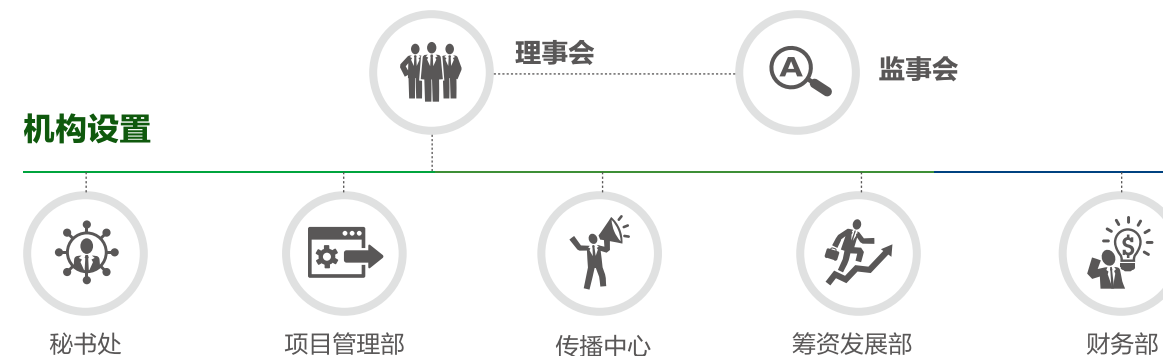 理事会
监事会
机构设置
A
秘书处
项目管理部
传播中心
筹资发展部
财务部
$